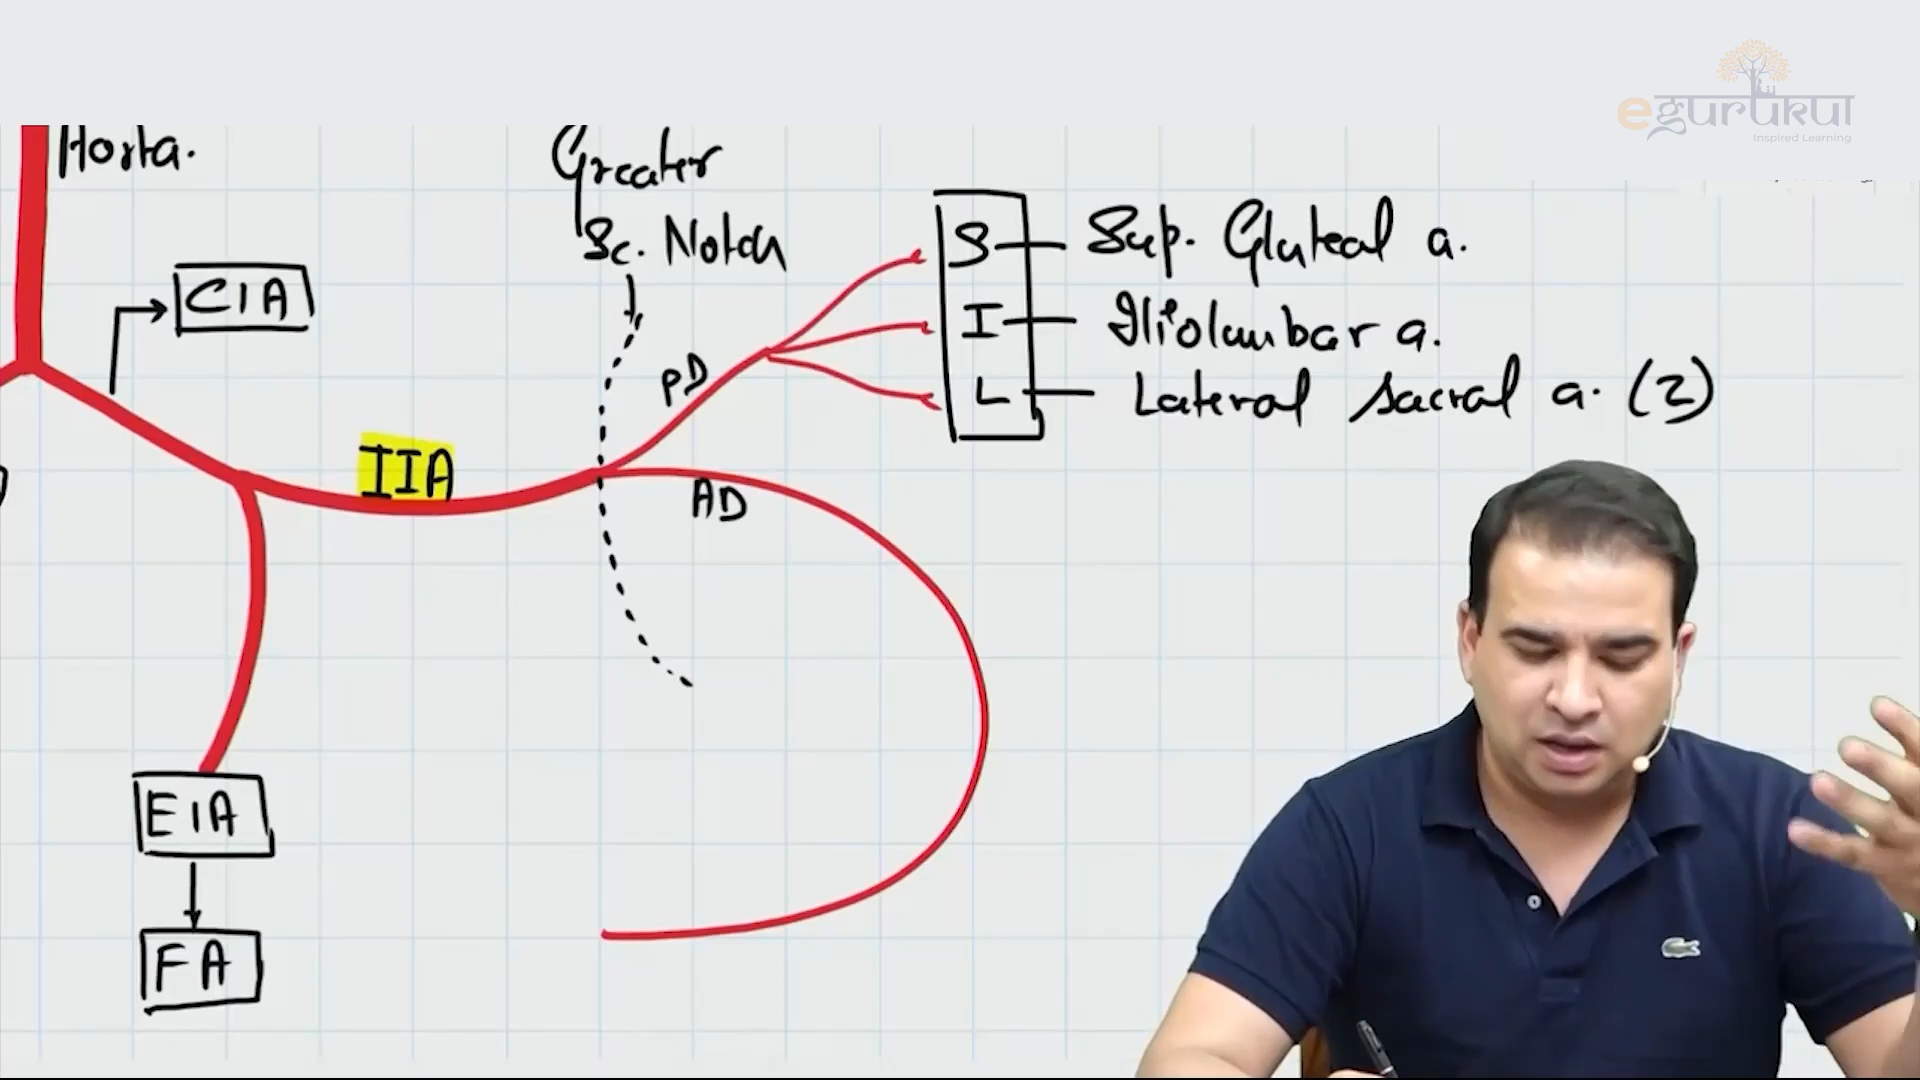 egurukul
Inspired Learning
Aorta.
Greater
Sc. Notch
CIA
S — Sup. Gluteal a.
I — Iliolumbar a.
L — Lateral sacral a. (2)
PD
IIA
AD
EIA
FA